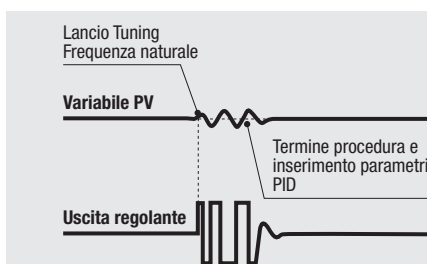 Lancio Tuning
Frequenza naturale
Variabile PV
Termine procedura e
inserimento parametri
PID
Uscita regolante